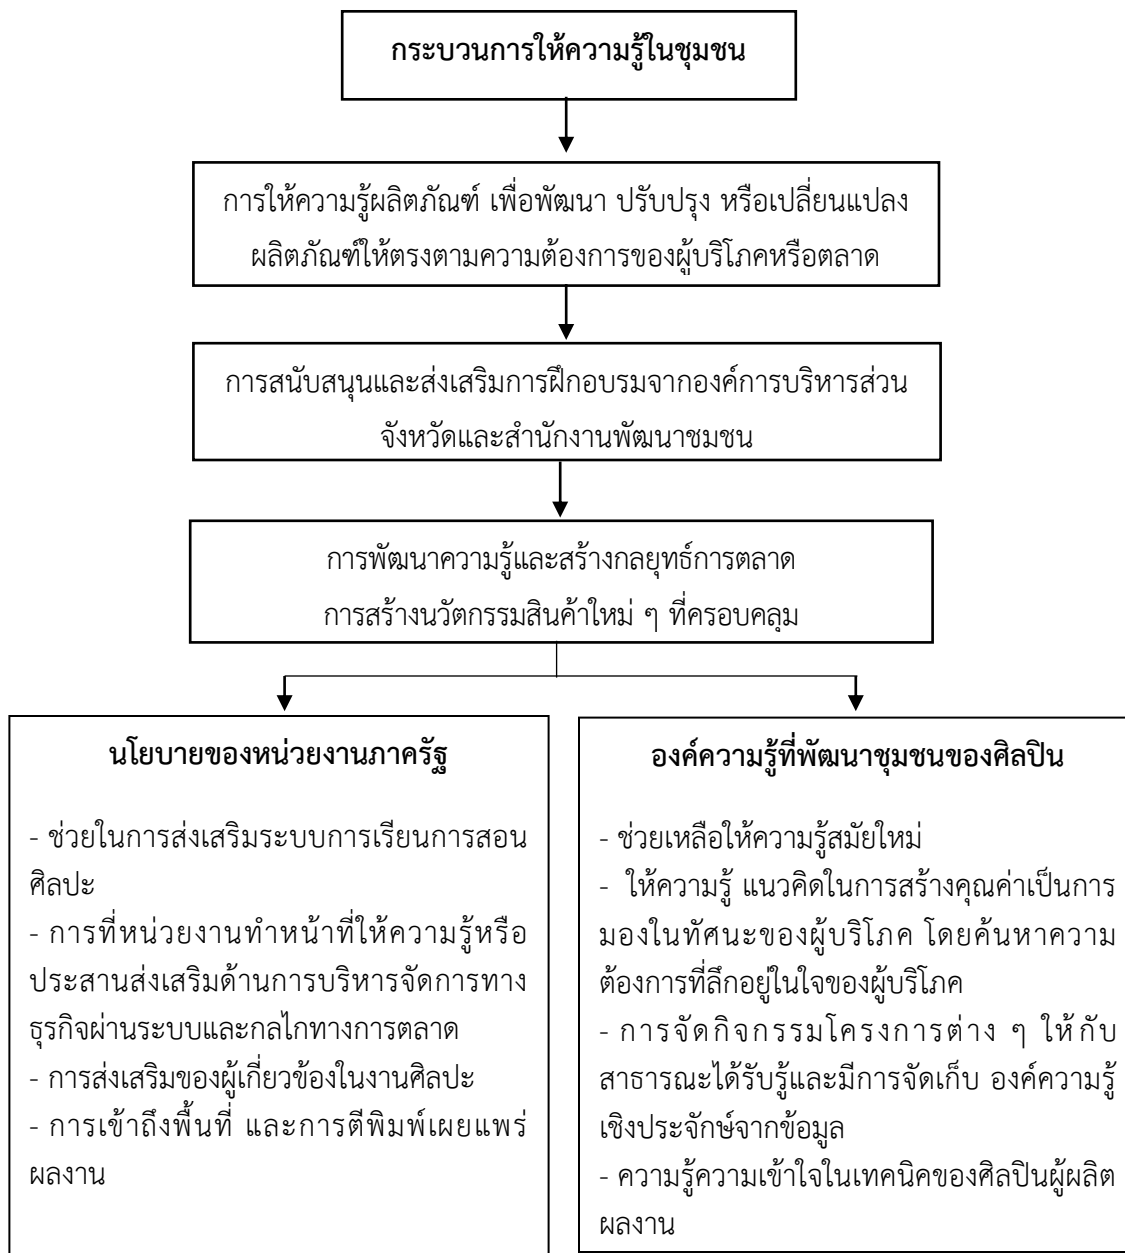 กระบวนการให้ความรู้ในชุมชน
การให้ความรู้ผลิตภัณฑ์ เพื่อพัฒนา ปรับปรุง หรือเปลี่ยนแปลง
ผลิตภัณฑ์ให้ตรงตามความต้องการของผู้บริโภคหรือตลาด
การสนับสนุนและส่งเสริมการฝึกอบรมจากองค์การบริหารส่วน
จังหวัดและสำนักงานพัฒนาชุมชน
การพัฒนาความรู้และสร้างกลยุทธ์การตลาด
การสร้างนวัตกรรมสินค้าใหม่ ๆ ที่ครอบคลุม
นโยบายของหน่วยงานภาครัฐ
- ช่วยในการส่งเสริมระบบการเรียนการสอน
ศิลปะ
- การที่หน่วยงานทำหน้าที่ให้ความรู้หรือ
ประสานส่งเสริมด้านการบริหารจัดการทาง
ธุรกิจผ่านระบบและกลไกทางการตลาด
- การส่งเสริมของผู้เกี่ยวข้องในงานศิลปะ
- การเข้าถึงพื้นที่ และการตีพิมพ์เผยแพร่
ผลงาน
องค์ความรู้ที่พัฒนาชุมชนของศิลปิน
- ช่วยเหลือให้ความรู้สมัยใหม่
- ให้ความรู้ แนวคิดในการสร้างคุณค่าเป็นการ
มองในทัศนะของผู้บริโภค โดยค้นหาความ
ต้องการที่ลึกอยู่ในใจของผู้บริโภค
- การจัดกิจกรรมโครงการต่าง ๆ ให้กับ
สาธารณะได้รับรู้และมีการจัดเก็บ องค์ความรู้
เชิงประจักษ์จากข้อมูล
- ความรู้ความเข้าใจในเทคนิคของศิลปินผู้ผลิต
ผลงาน